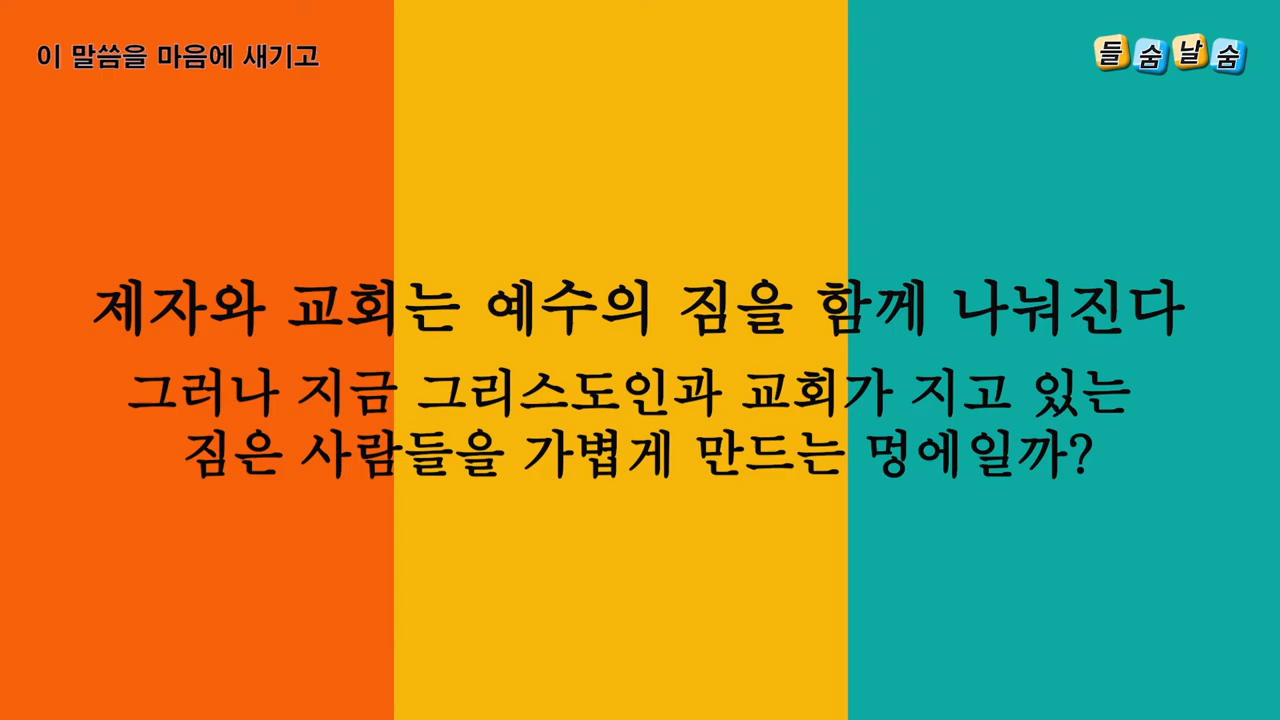 이 말씀을 마음에 새기고
들숨날숨
제자와 교회는 예수의 짐을 함께 나눠진다
그러나 지금 그리스도인과 교회가 지고 있는
짐은 사람들을 가볍게 만드는 멍에일까?